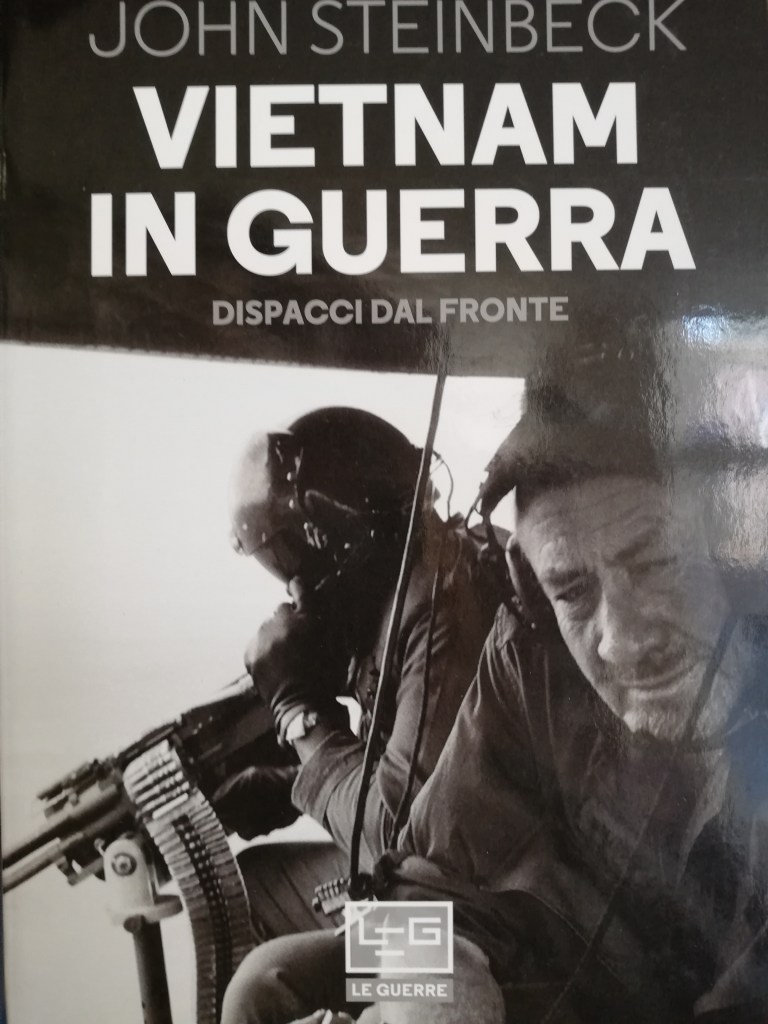 JOHN STEINBECK
VIETNAM
IN GUERRA
DISPACCI DAL FRONTE
LEG
LE GUERRE